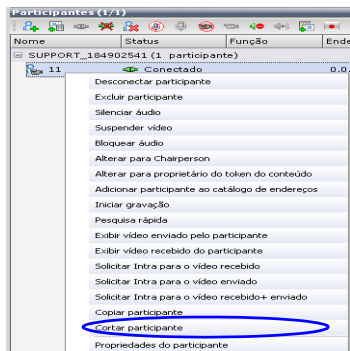 Participantes (1/1)
Nome Status Função Ende
SUPPORT_184902541 (1 participante)
11 Conectado 0.0.
Desconectar participante
Excluir participante
Silenciar áudio
Suspender vídeo
Bloquear áudio
Alterar para Chairperson
Alterar para proprietário do token do conteúdo
Adicionar participante ao catálogo de endereços
Iniciar gravação
Pesquisa rápida
Exibir vídeo enviado pelo participante
Exibir vídeo recebido do participante
Solicitar Intra para o vídeo recebido
Solicitar Intra para o vídeo enviado
Solicitar Intra para o vídeo recebido+ enviado
Copiar participante
Cortar participante
Propriedades do participante